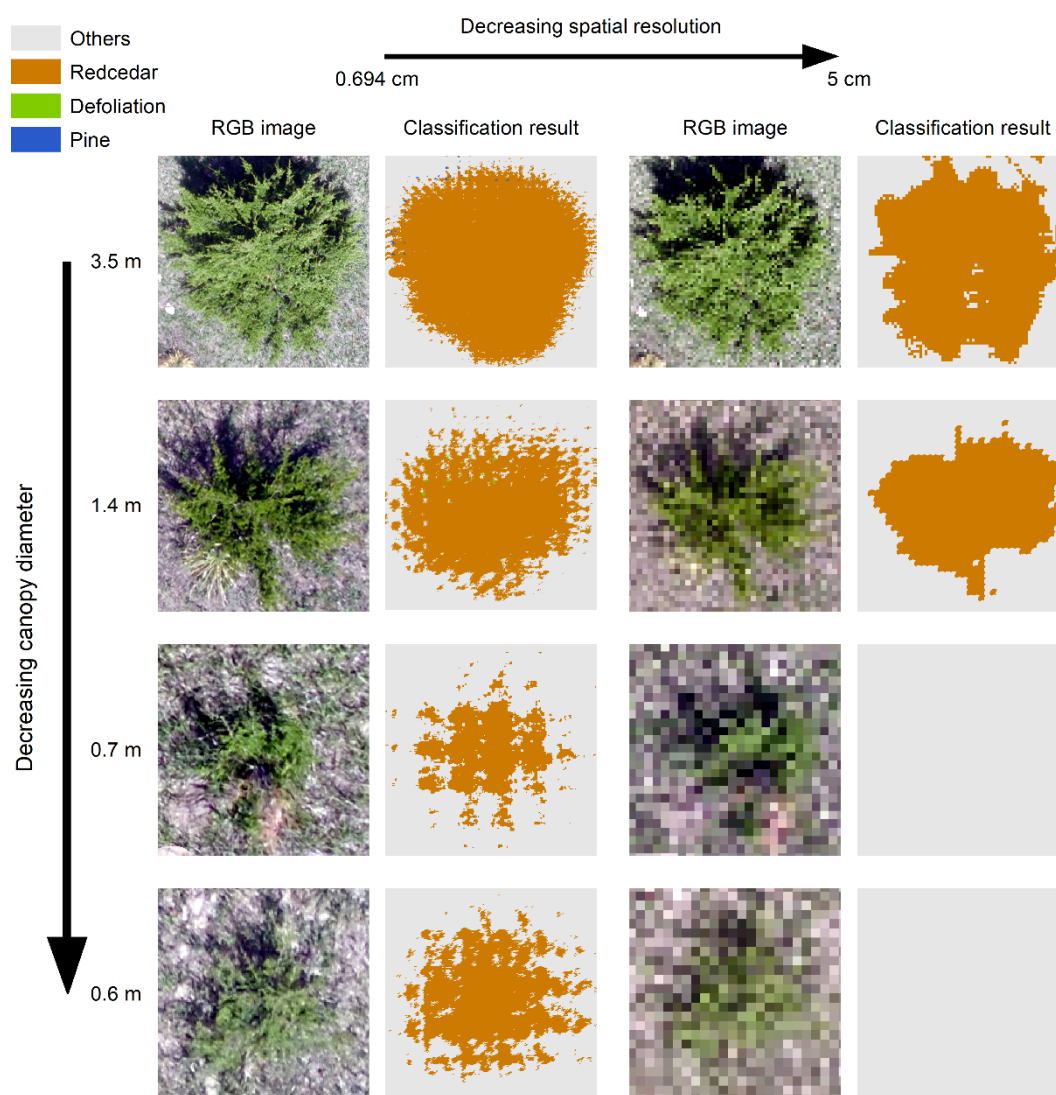 Others
Redcedar
Defoliation
Pine
Decreasing spatial resolution
0.694 cm
5 cm
RGB image
Classification result
RGB image
Classification result
Decreasing canopy diameter
3.5 m
1.4 m
0.7 m
0.6 m